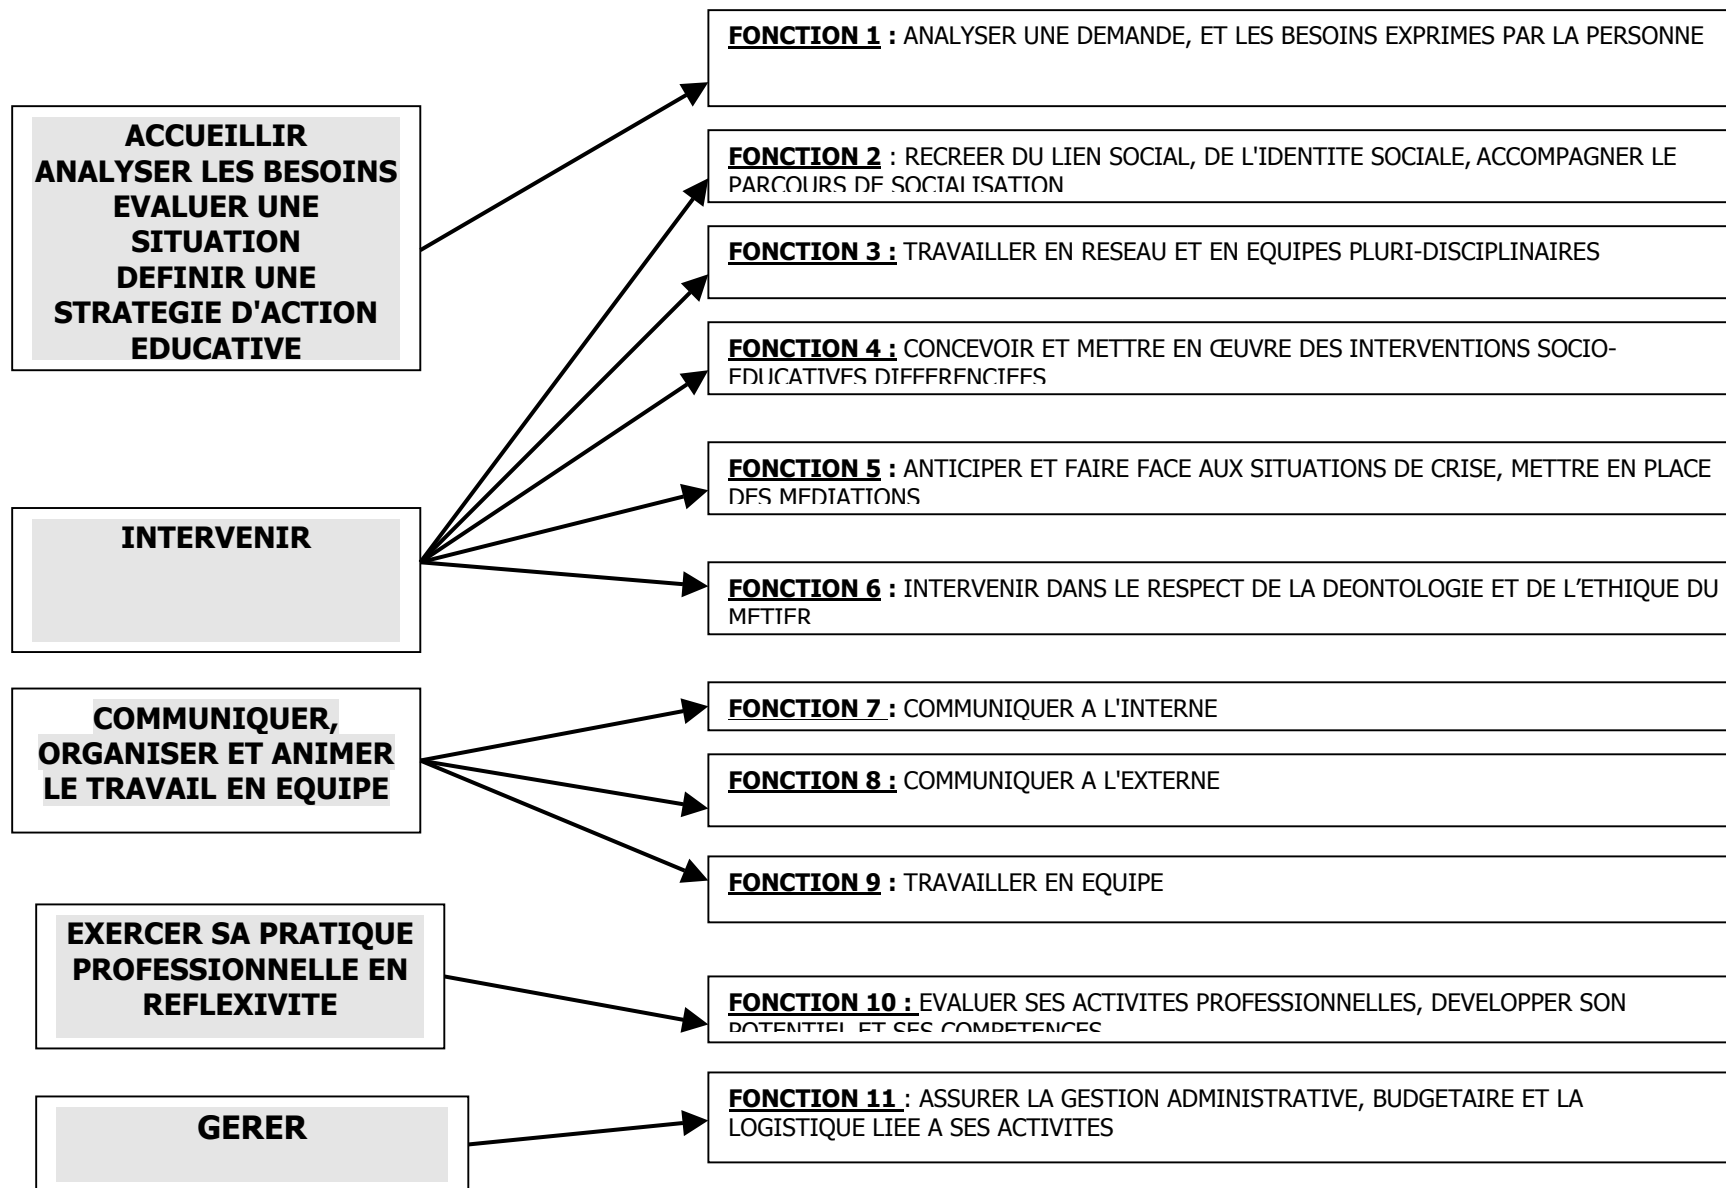 FONCTION 1 : ANALYSER UNE DEMANDE, ET LES BESOINS EXPRIMES PAR LA PERSONNE
ACCUEILLIR
ANALYSER LES BESOINS
EVALUER UNE
SITUATION
DEFINIR UNE
STRATEGIE D'ACTION
EDUCATIVE
FONCTION 2 : RECREER DU LIEN SOCIAL, DE L'IDENTITE SOCIALE, ACCOMPAGNER LE
PARCOURS DE SOCIALISATION
FONCTION 3 : TRAVAILLER EN RESEAU ET EN EQUIPES PLURI-DISCIPLINAIRES
FONCTION 4 : CONCEVOIR ET METTRE EN ŒUVRE DES INTERVENTIONS SOCIO-
EDUCATIVES DIFFERENCIEES
FONCTION 5 : ANTICIPER ET FAIRE FACE AUX SITUATIONS DE CRISE, METTRE EN PLACE
DES MEDIATIONS
INTERVENIR
FONCTION 6 : INTERVENIR DANS LE RESPECT DE LA DEONTOLOGIE ET DE L’ETHIQUE DU
METIER
COMMUNIQUER,
ORGANISER ET ANIMER
LE TRAVAIL EN EQUIPE
FONCTION 7 : COMMUNIQUER A L'INTERNE
FONCTION 8 : COMMUNIQUER A L'EXTERNE
FONCTION 9 : TRAVAILLER EN EQUIPE
EXERCER SA PRATIQUE
PROFESSIONNELLE EN
REFLEXIVITE
FONCTION 10 : EVALUER SES ACTIVITES PROFESSIONNELLES, DEVELOPPER SON
POTENTIEL ET SES COMPETENCES
GERER
FONCTION 11 : ASSURER LA GESTION ADMINISTRATIVE, BUDGETAIRE ET LA
LOGISTIQUE LIEE A SES ACTIVITES